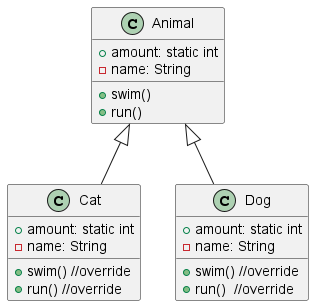 C Animal
amount: static int
name: String
swim()
run()
C Cat
amount: static int
name: String
swim() //override
run() //override
C Dog
amount: static int
name: String
swim() //override
run()  //override